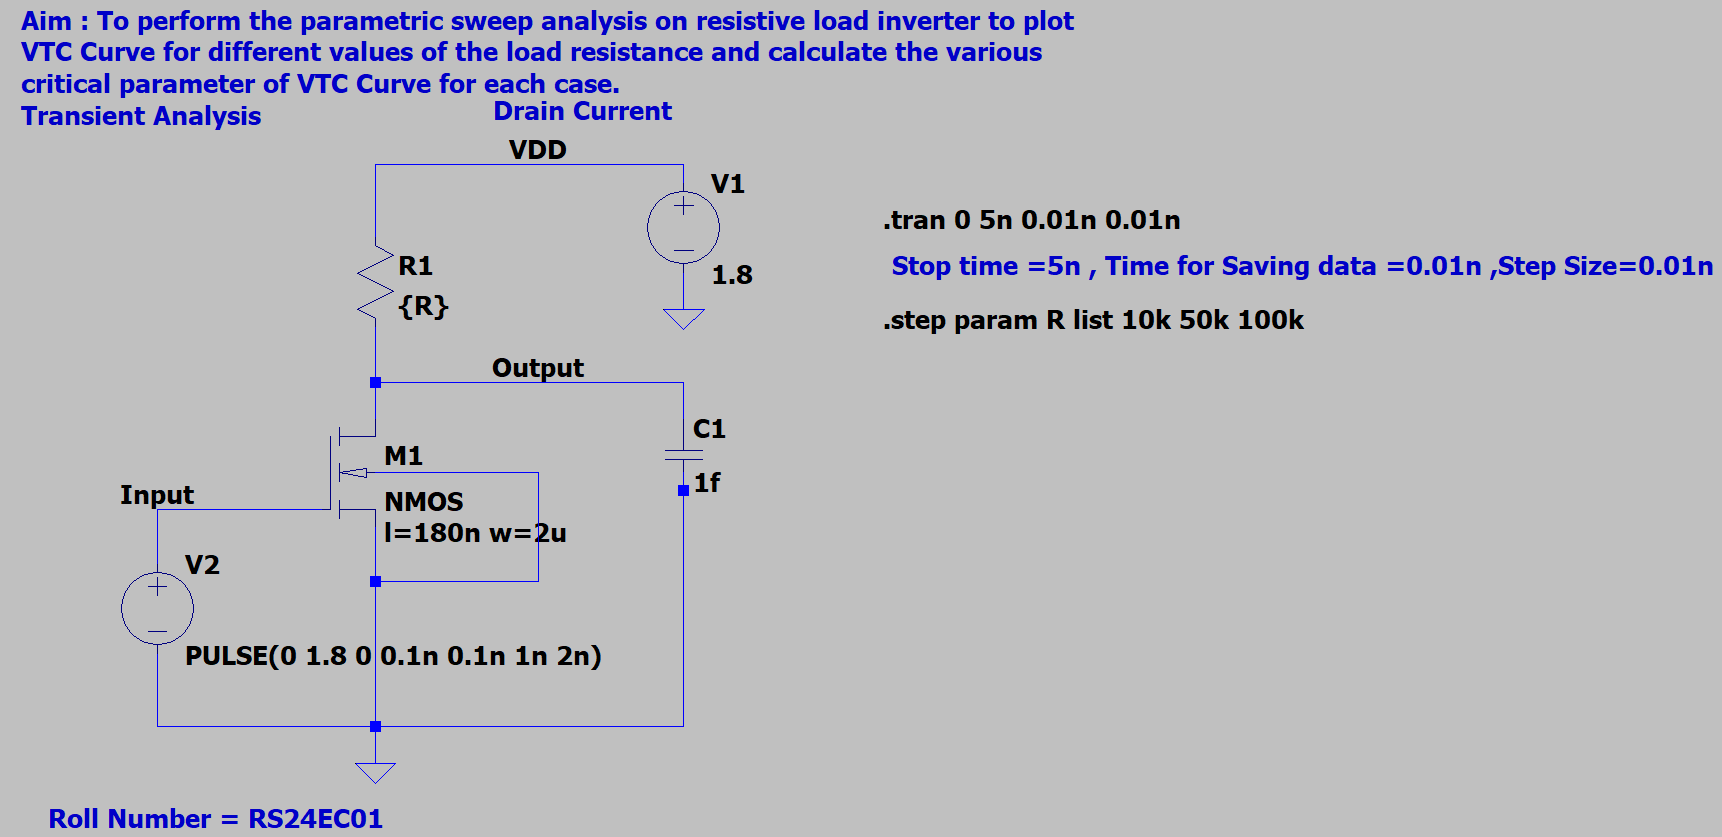 Aim : To perform the parametric sweep analysis on resistive load inverter to plot
VTC Curve for different values of the load resistance and calculate the various
critical parameter of VTC Curve for each case.
Transient Analysis
Drain Current
VDD
V1
1.8
.tran 0 5n 0.01n 0.01n
Stop time =5n , Time for Saving data =0.01n ,Step Size=0.01n
.step param R list 10k 50k 100k
R1
{R}
Output
C1
1f
M1
NMOS
l=180n w=2u
Input
V2
PULSE(0 1.8 0 0.1n 0.1n 1n 2n)
Roll Number = RS24EC01